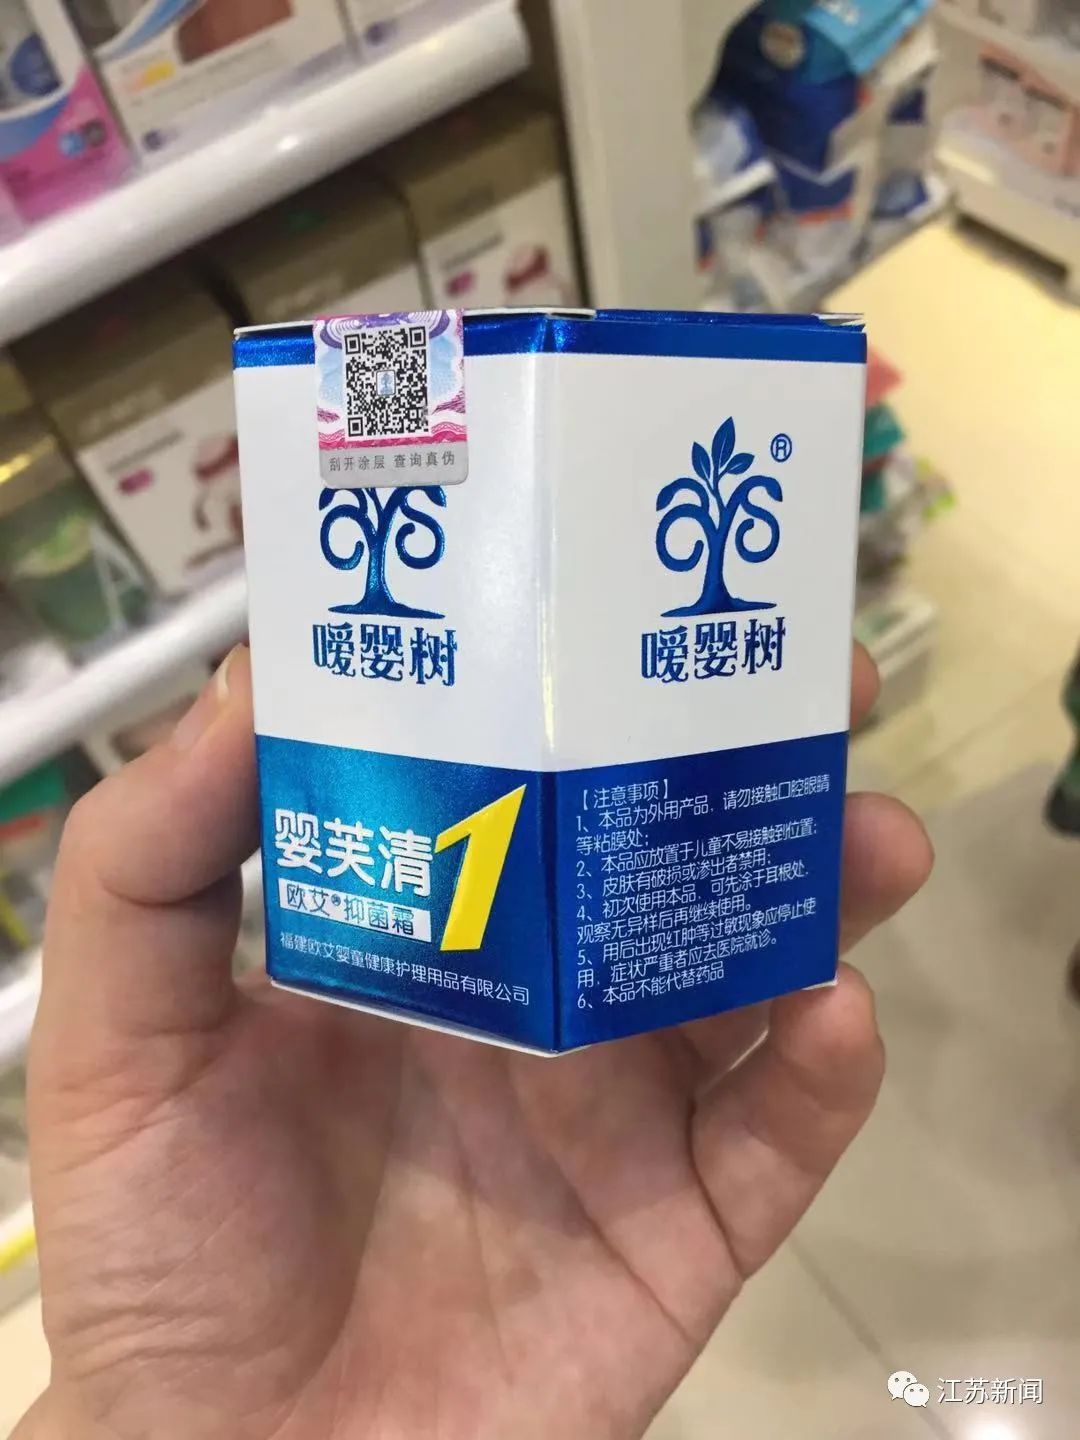 刮开涂层 查询真伪
AYS
嗳婴树
婴芙清
1
欧艾®抑菌霜
福建欧艾婴童健康护理用品有限公司
AYS®
嗳婴树
【注意事项】
1、本品为外用产品，请勿接触口腔眼睛
等粘膜处；
2、本品应放置于儿童不易接触到位置；
3、皮肤有破损或渗出者禁用；
4、初次使用本品，可先涂于耳根处，
观察无异样后再继续使用。
5、用后出现红肿等过敏现象应停止使
用，症状严重者应去医院就诊。
6、本品不能代替药品
江苏新闻